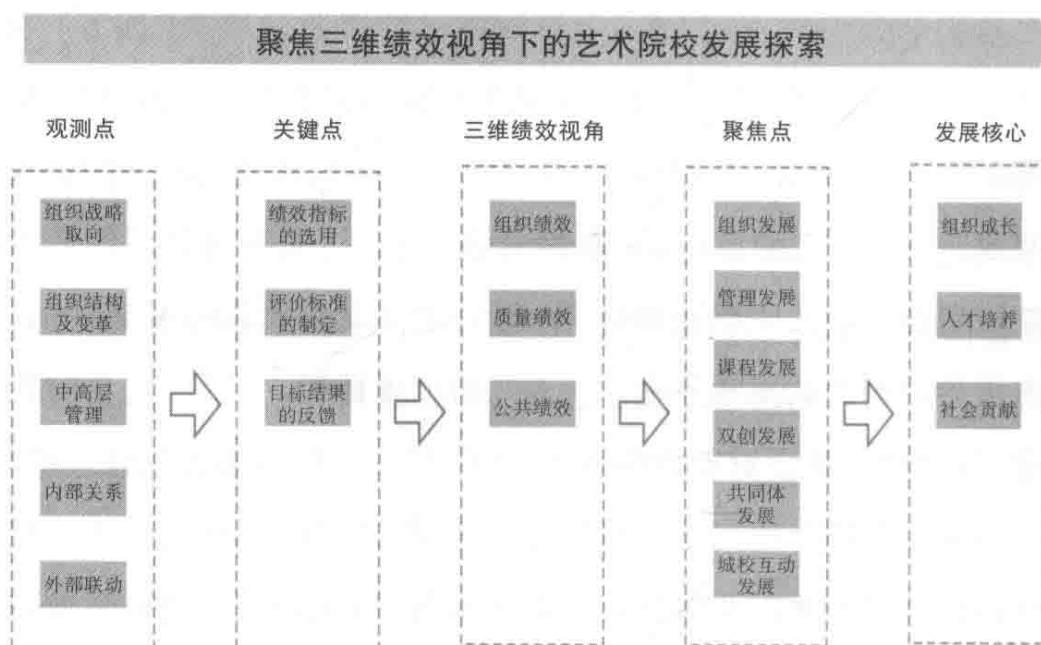 聚焦三维绩效视角下的艺术院校发展探索
观测点
组织战略
取向
组织结构
及变革
中高层
管理
内部关系
外部联动
关键点
绩效指标
的选用
评价标准
的制定
目标结果
的反馈
三维绩效视角
组织绩效
质量绩效
公共绩效
聚焦点
组织发展
管理发展
课程发展
双创发展
共同体
发展
城校互动
发展
发展核心
组织成长
人才培养
社会贡献